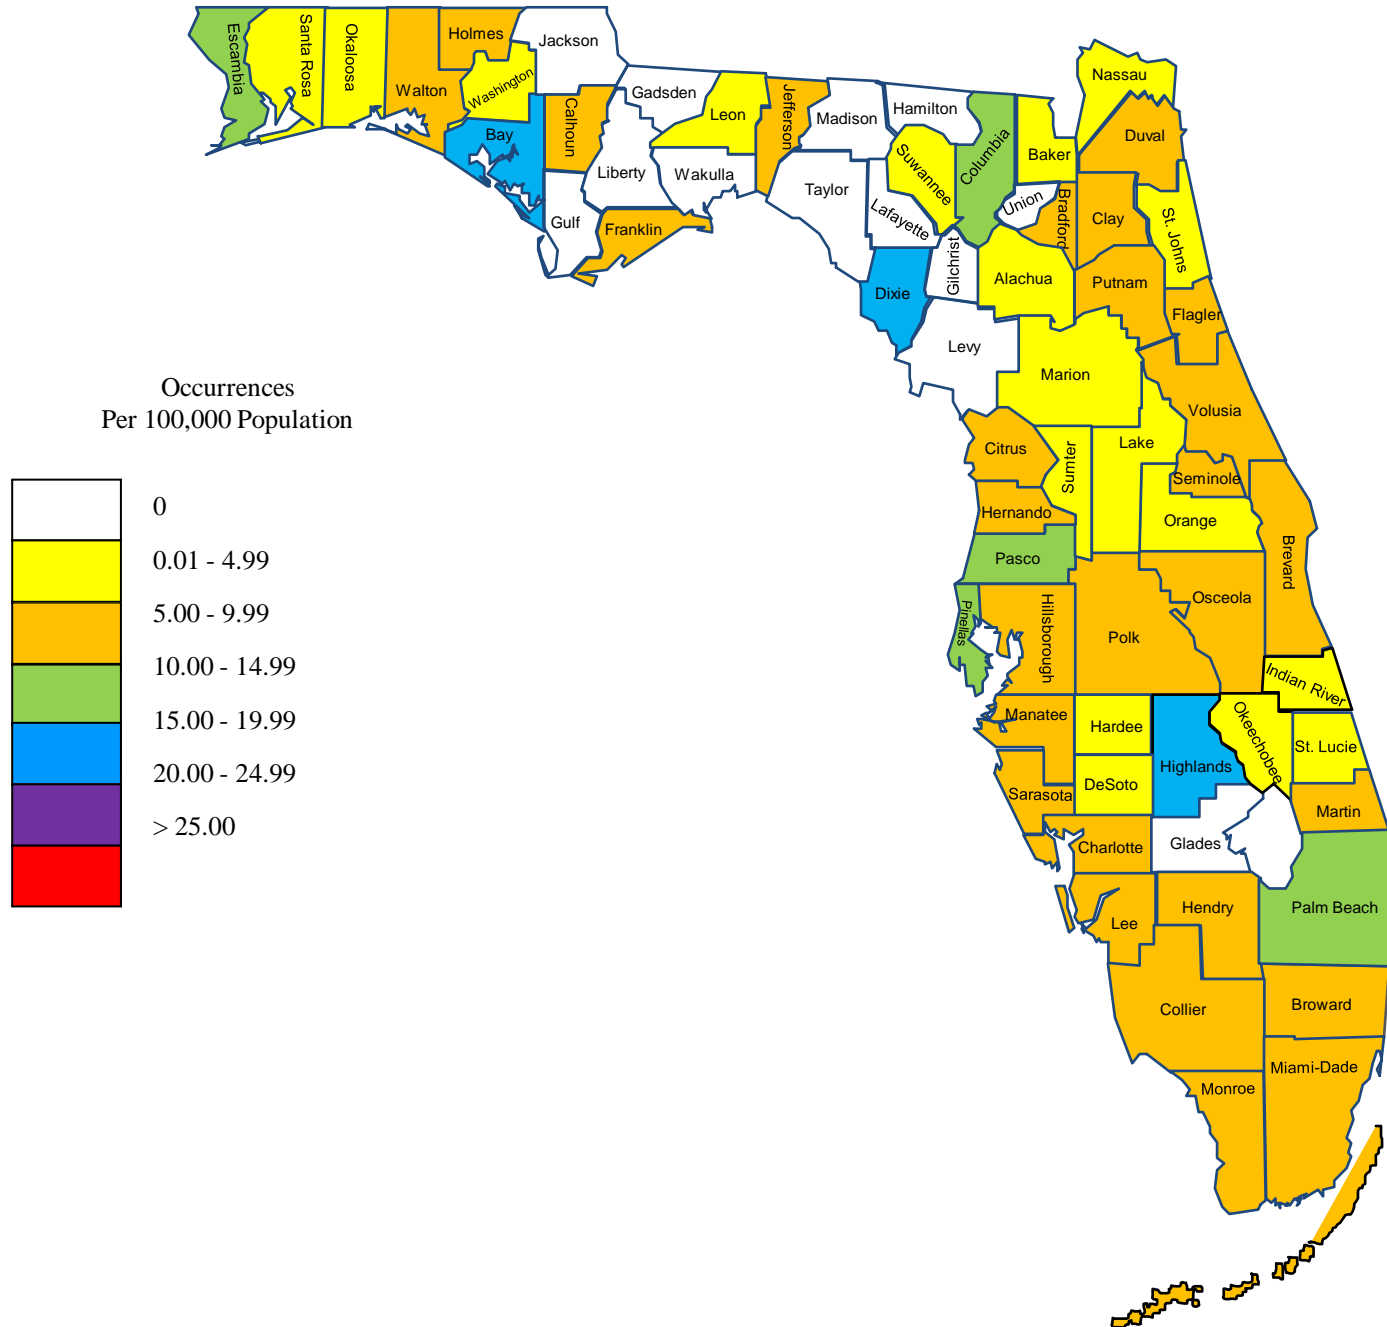 Escambia
Santa Rosa
Okaloosa
Walton
Holmes
Washington
Jackson
Bay
Calhoun
Gulf
Gadsden
Liberty
Franklin
Leon
Wakulla
Jefferson
Madison
Taylor
Hamilton
Suwannee
Lafayette
Columbia
Dixie
Gilchrist
Levy
Baker
Union
Bradford
Alachua
Nassau
Duval
Clay
St. Johns
Putnam
Flagler
Marion
Volusia
Occurrences
Per 100,000 Population
0
0.01 - 4.99
5.00 - 9.99
10.00 - 14.99
15.00 - 19.99
20.00 - 24.99
> 25.00
Citrus
Sumter
Lake
Seminole
Hernando
Orange
Pasco
Brevard
Pinellas
Hillsborough
Polk
Osceola
Indian River
Manatee
Hardee
Highlands
Okeechobee
St. Lucie
Sarasota
DeSoto
Martin
Charlotte
Glades
Lee
Hendry
Palm Beach
Collier
Broward
Miami-Dade
Monroe